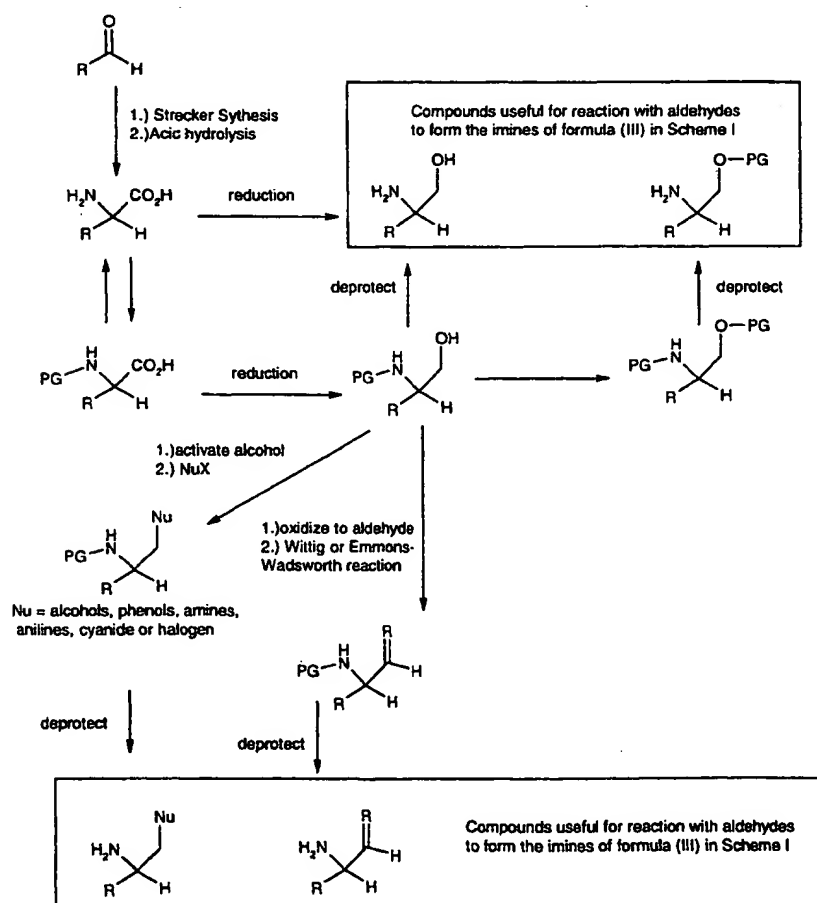 O
R H
1.) Strecker Sythesis
2.)Acic hydrolysis
Compounds useful for reaction with aldehydes
to form the imines of formula (III) in Scheme I
OH
H₂N
R H
O—PG
H₂N
R H
H₂N CO₂H
R H
reduction
deprotect
deprotect
H
PG N CO₂H
R H
reduction
OH
H
PG N
R H
O—PG
H
PG N
R H
1.)activate alcohol
2.) NuX
1.)oxidize to aldehyde
2.) Wittig or Emmons-
Wadsworth reaction
Nu
H
PG N
R H
Nu = alcohols, phenols, amines,
anilines, cyanide or halogen
R
H
PG N H
R H
deprotect
deprotect
Nu
H₂N
R H
R
H₂N H
R H
Compounds useful for reaction with aldehydes
to form the imines of formula (III) in Scheme I